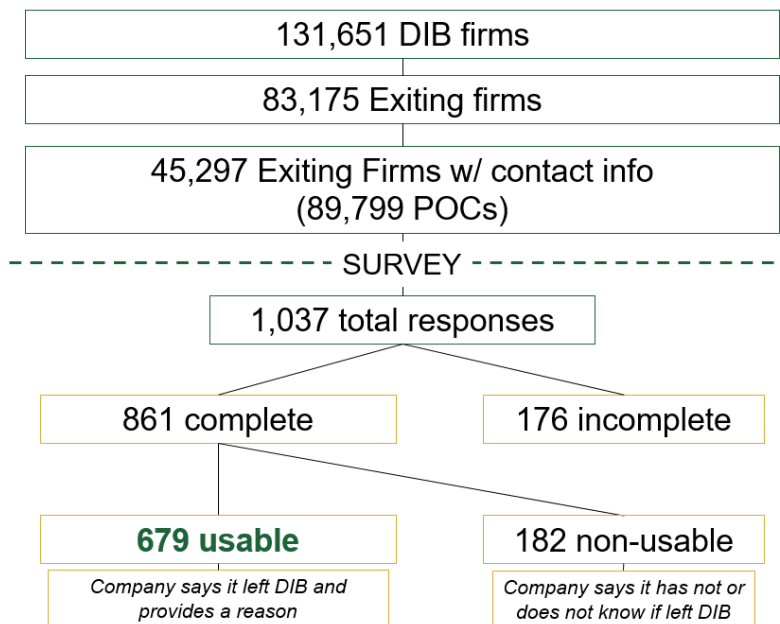 131,651 DIB firms
83,175 Exiting firms
45,297 Exiting Firms w/ contact info
(89,799 POCs)
SURVEY
1,037 total responses
861 complete
176 incomplete
679 usable
182 non-usable
Company says it left DIB and
provides a reason
Company says it has not or
does not know if left DIB